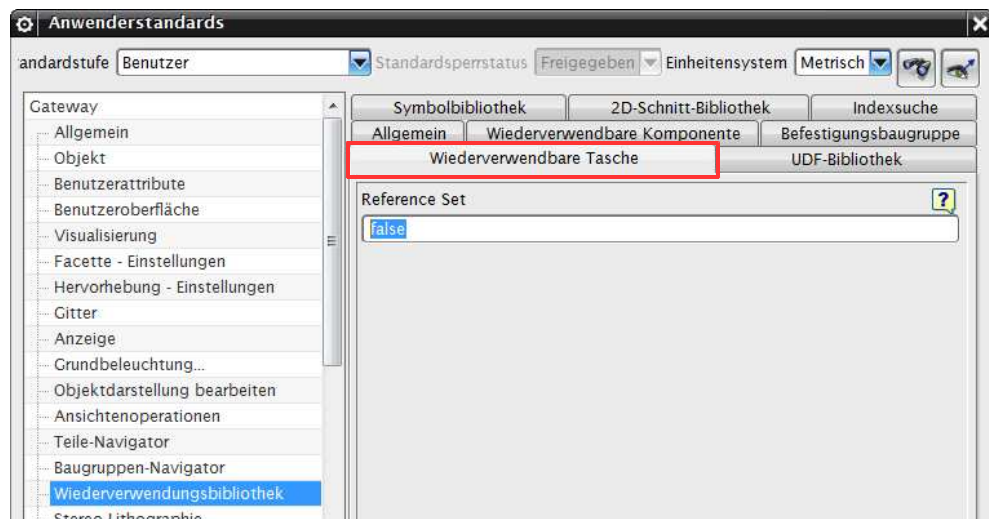 Anwenderstandards
andardstufe Benutzer Standardsperrstatus Freigegeben Einheitensystem Metrisch
Gateway
Allgemein
Objekt
Benutzerattribute
Benutzeroberfläche
Visualisierung
Facette - Einstellungen
Hervorhebung - Einstellungen
Gitter
Anzeige
Grundbeleuchtung...
Objektdarstellung bearbeiten
Ansichtenoperationen
Teile-Navigator
Baugruppen-Navigator
Wiederverwendungsbibliothek
Stereo Lithographie
Symbolbibliothek 2D-Schnitt-Bibliothek Indexsuche
Allgemein Wiederverwendbare Komponente Befestigungsbaugruppe
Wiederverwendbare Tasche UDF-Bibliothek
Reference Set ?
false